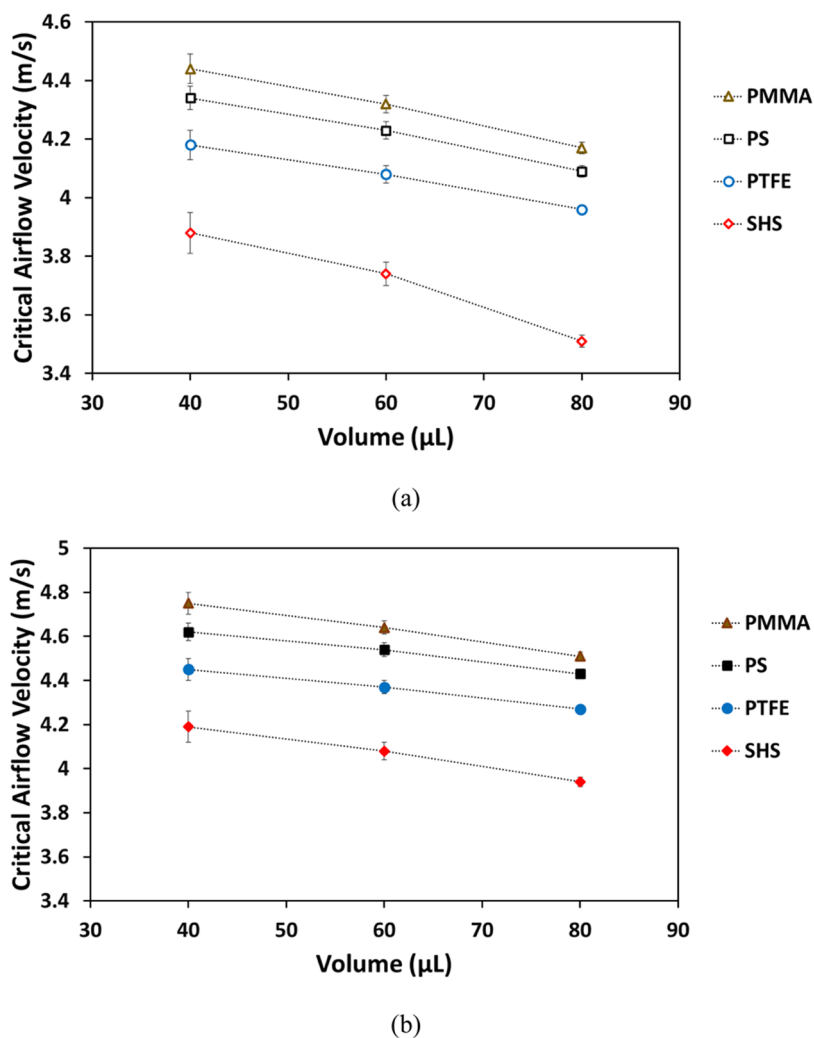 4.6
4.4
4.2
4
3.8
3.6
3.4
Critical Airflow Velocity (m/s)
30 40 50 60 70 80 90
Volume (µL)
PMMA
PS
PTFE
SHS
(a)
5
4.8
4.6
4.4
4.2
4
3.8
3.6
3.4
Critical Airflow Velocity (m/s)
30 40 50 60 70 80 90
Volume (µL)
PMMA
PS
PTFE
SHS
(b)